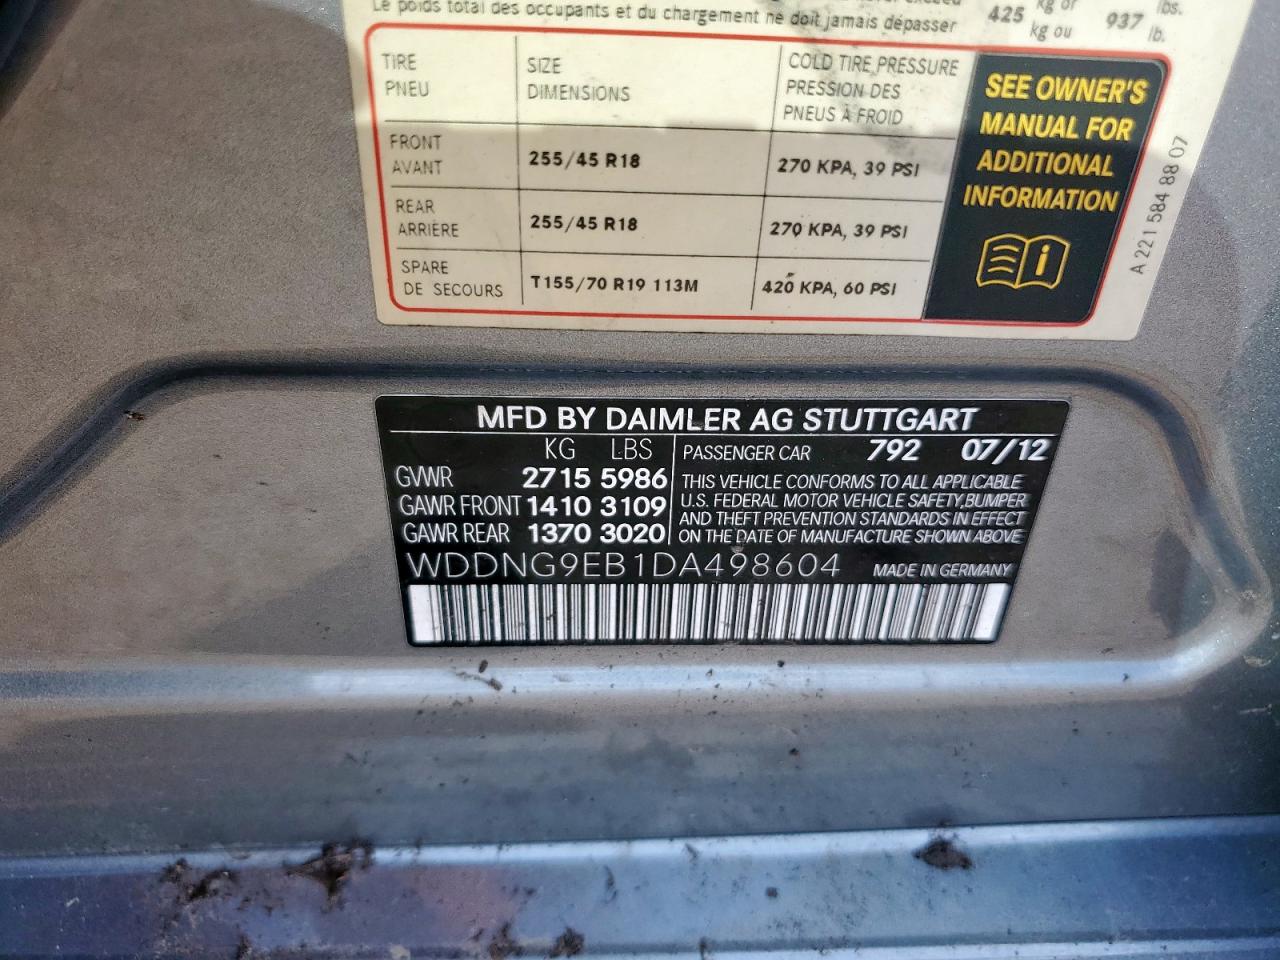 Le poids total des occupants et du chargement ne doit jamais dépasser
425 kg or 937 lbs.
kg ou lb.
TIRE SIZE COLD TIRE PRESSURE
PNEU DIMENSIONS PRESSION DES
PNEUS À FROID
FRONT
AVANT
255/45 R18 270 KPA, 39 PSI
REAR
ARRIÈRE
255/45 R18 270 KPA, 39 PSI
SPARE
DE SECOURS
T155/70 R19 113M 420 KPA, 60 PSI
SEE OWNER'S
MANUAL FOR
ADDITIONAL
INFORMATION
A 221 584 88 07
MFD BY DAIMLER AG STUTTGART
KG LBS
GVWR 2715 5986
GAWR FRONT 1410 3109
GAWR REAR 1370 3020
PASSENGER CAR 792 07/12
THIS VEHICLE CONFORMS TO ALL APPLICABLE
U.S. FEDERAL MOTOR VEHICLE SAFETY, BUMPER
AND THEFT PREVENTION STANDARDS IN EFFECT
ON THE DATE OF MANUFACTURE SHOWN ABOVE
WDDNG9EB1DA498604 MADE IN GERMANY